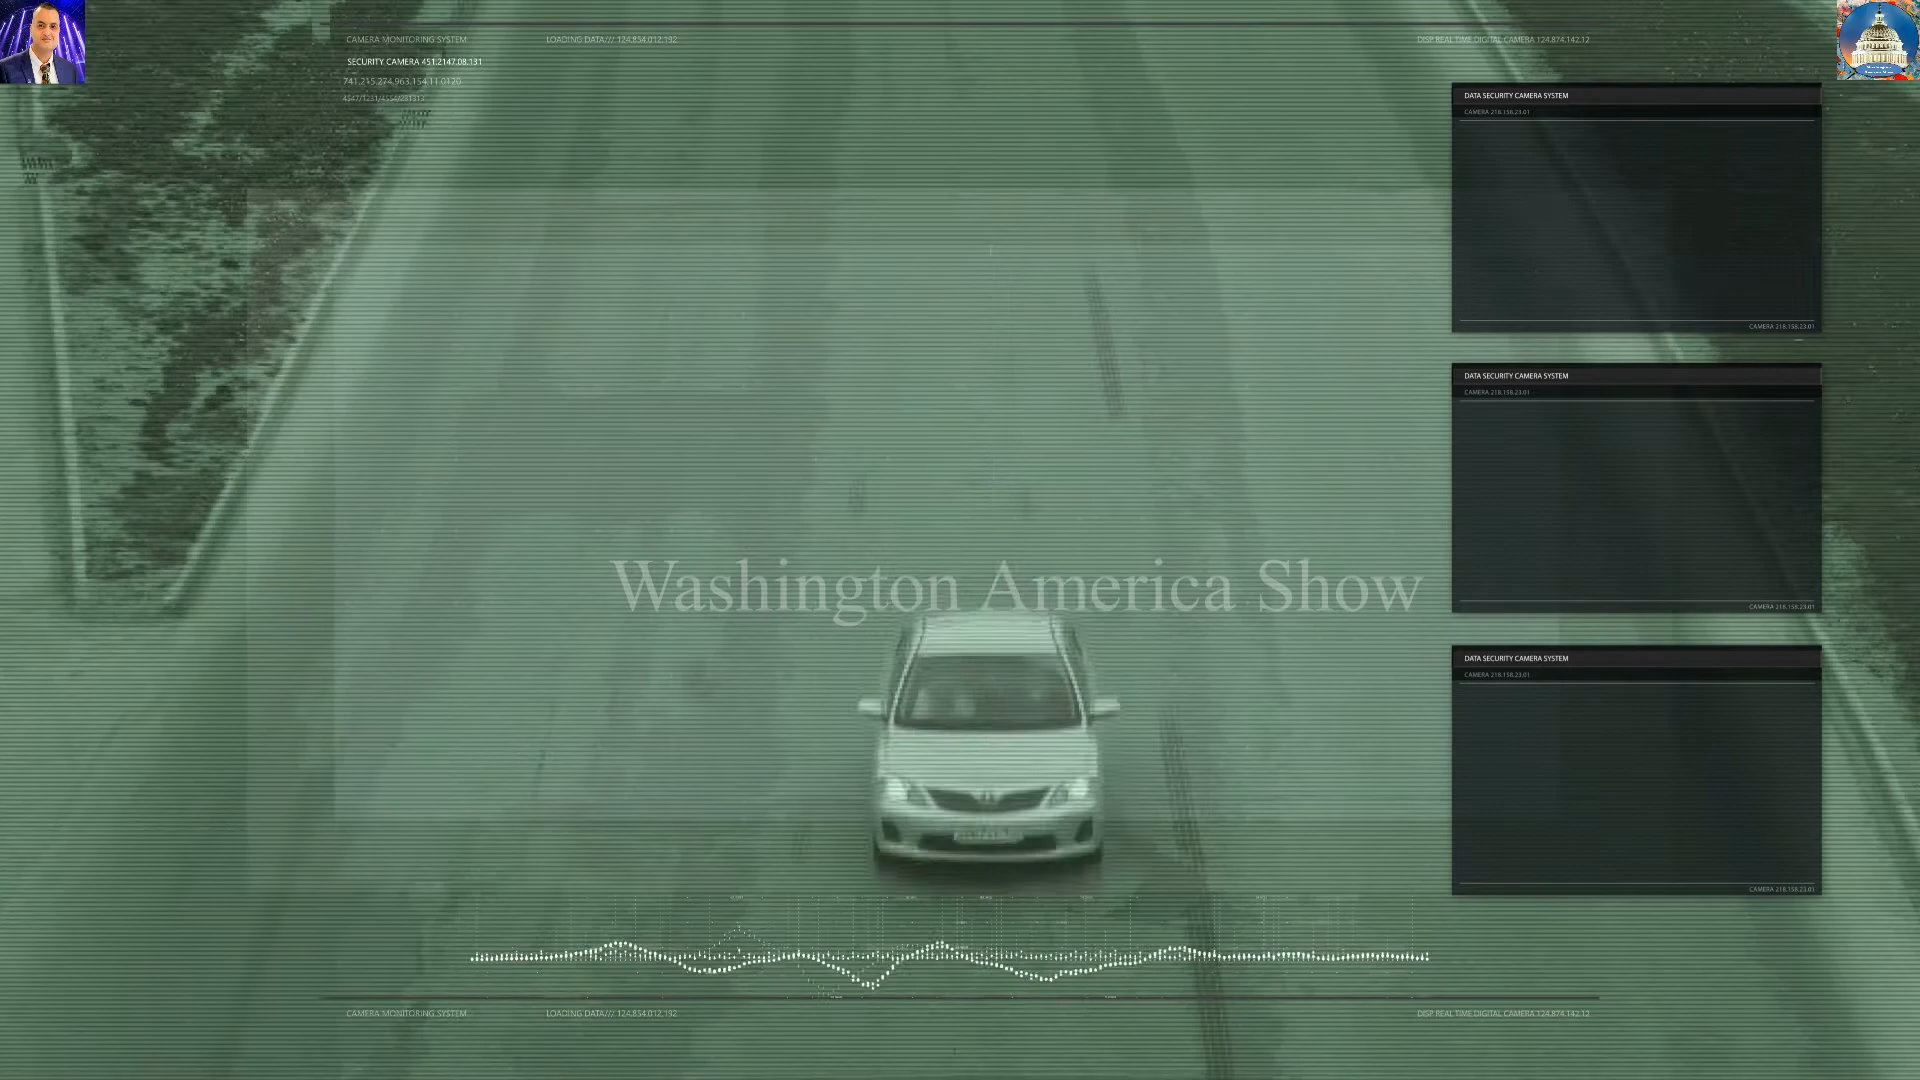 CAMERA MONITORING SYSTEM
LOADING DATA/// 124.854.012.192
DISP REAL TIME DIGITAL CAMERA 124.874.142.12
SECURITY CAMERA 451.2147.08.131
741.215.274.963.154.11.0120
DATA SECURITY CAMERA SYSTEM
CAMERA 218.158.23.01
CAMERA 218.158.23.01
DATA SECURITY CAMERA SYSTEM
CAMERA 218.158.23.01
CAMERA 218.158.23.01
Washington America Show
DATA SECURITY CAMERA SYSTEM
CAMERA 218.158.23.01
CAMERA 218.158.23.01
CAMERA MONITORING SYSTEM
LOADING DATA/// 124.854.012.192
DISP REAL TIME DIGITAL CAMERA 124.874.142.12